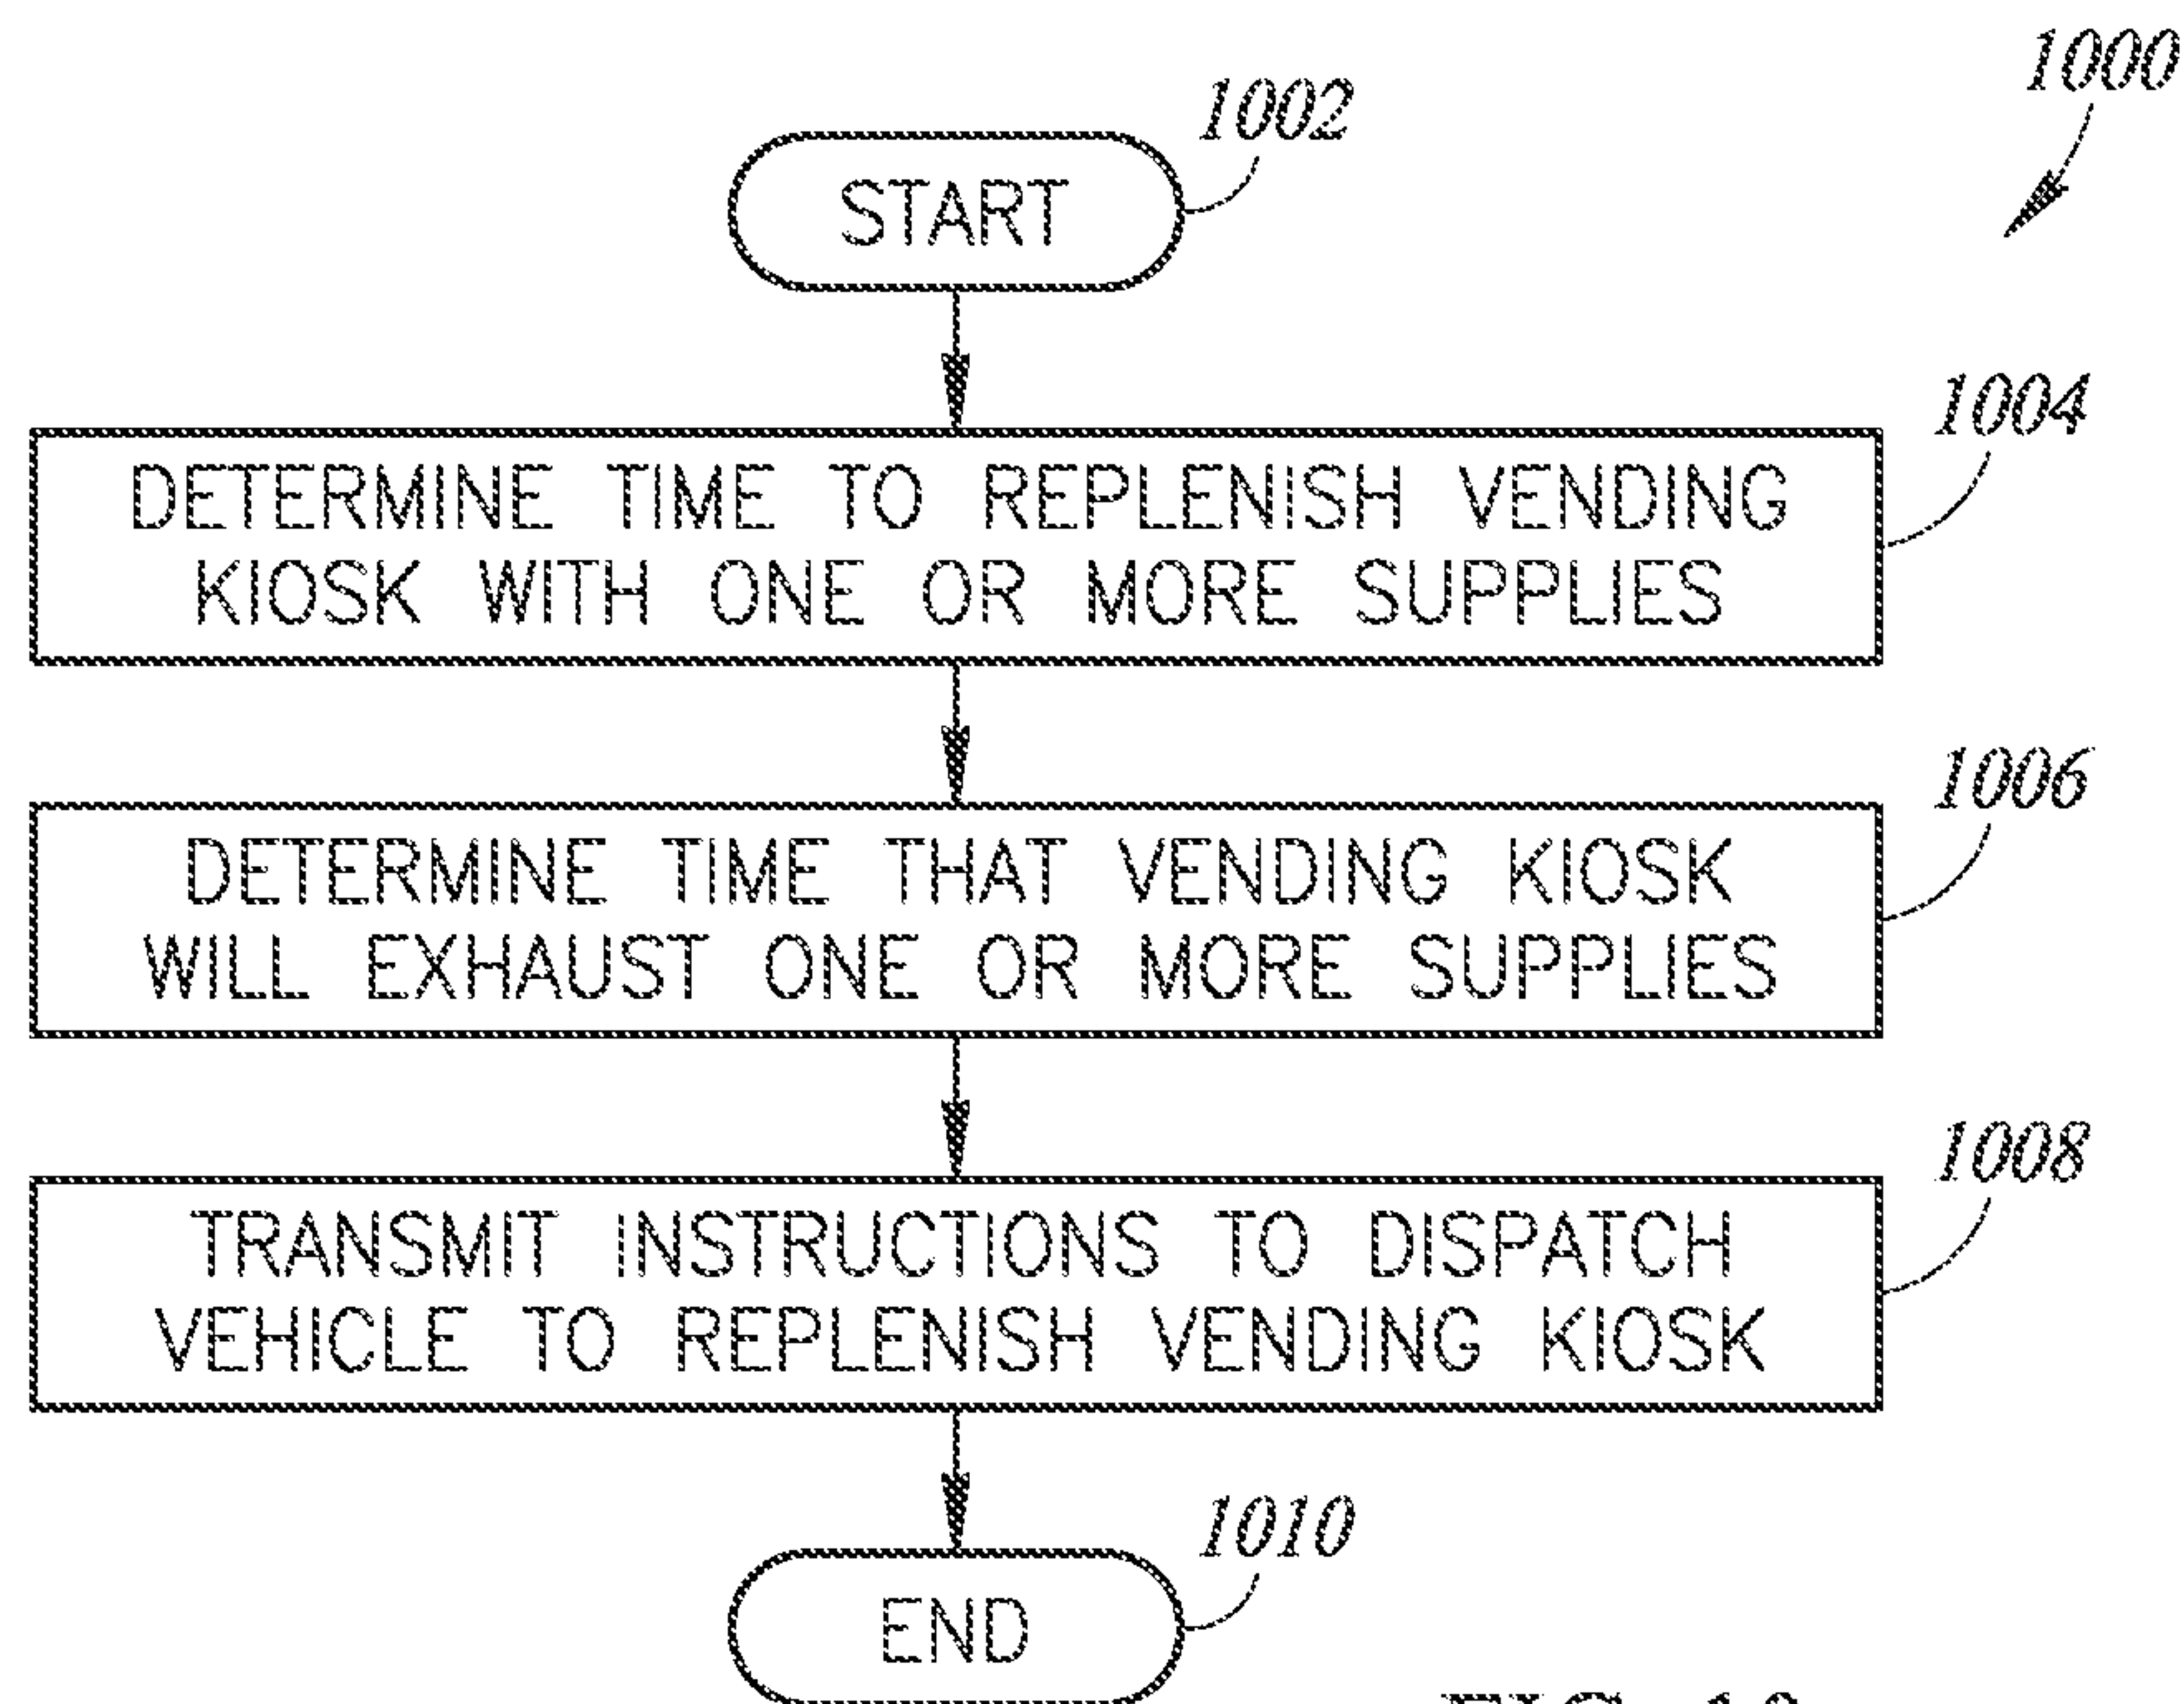 1000
START
1002
DETERMINE TIME TO REPLENISH VENDING
KIOSK WITH ONE OR MORE SUPPLIES
1004
DETERMINE TIME THAT VENDING KIOSK
WILL EXHAUST ONE OR MORE SUPPLIES
1006
TRANSMIT INSTRUCTIONS TO DISPATCH
VEHICLE TO REPLENISH VENDING KIOSK
1008
END
1010